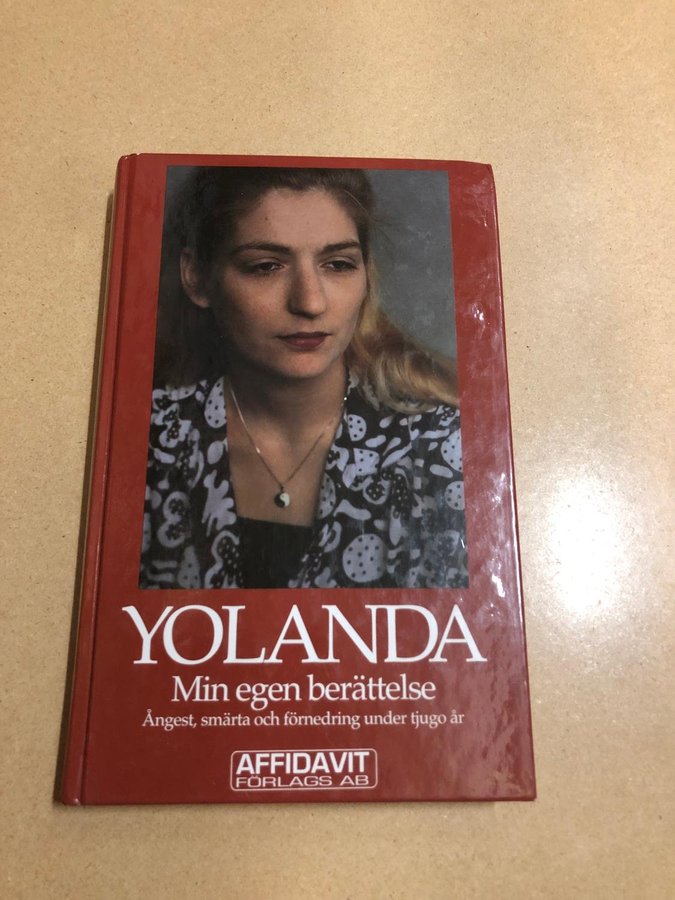 YOLANDA
Min egen berättelse
Ångest, smärta och förnedring under tjugo år
AFFIDAVIT
FÖRLAGS AB